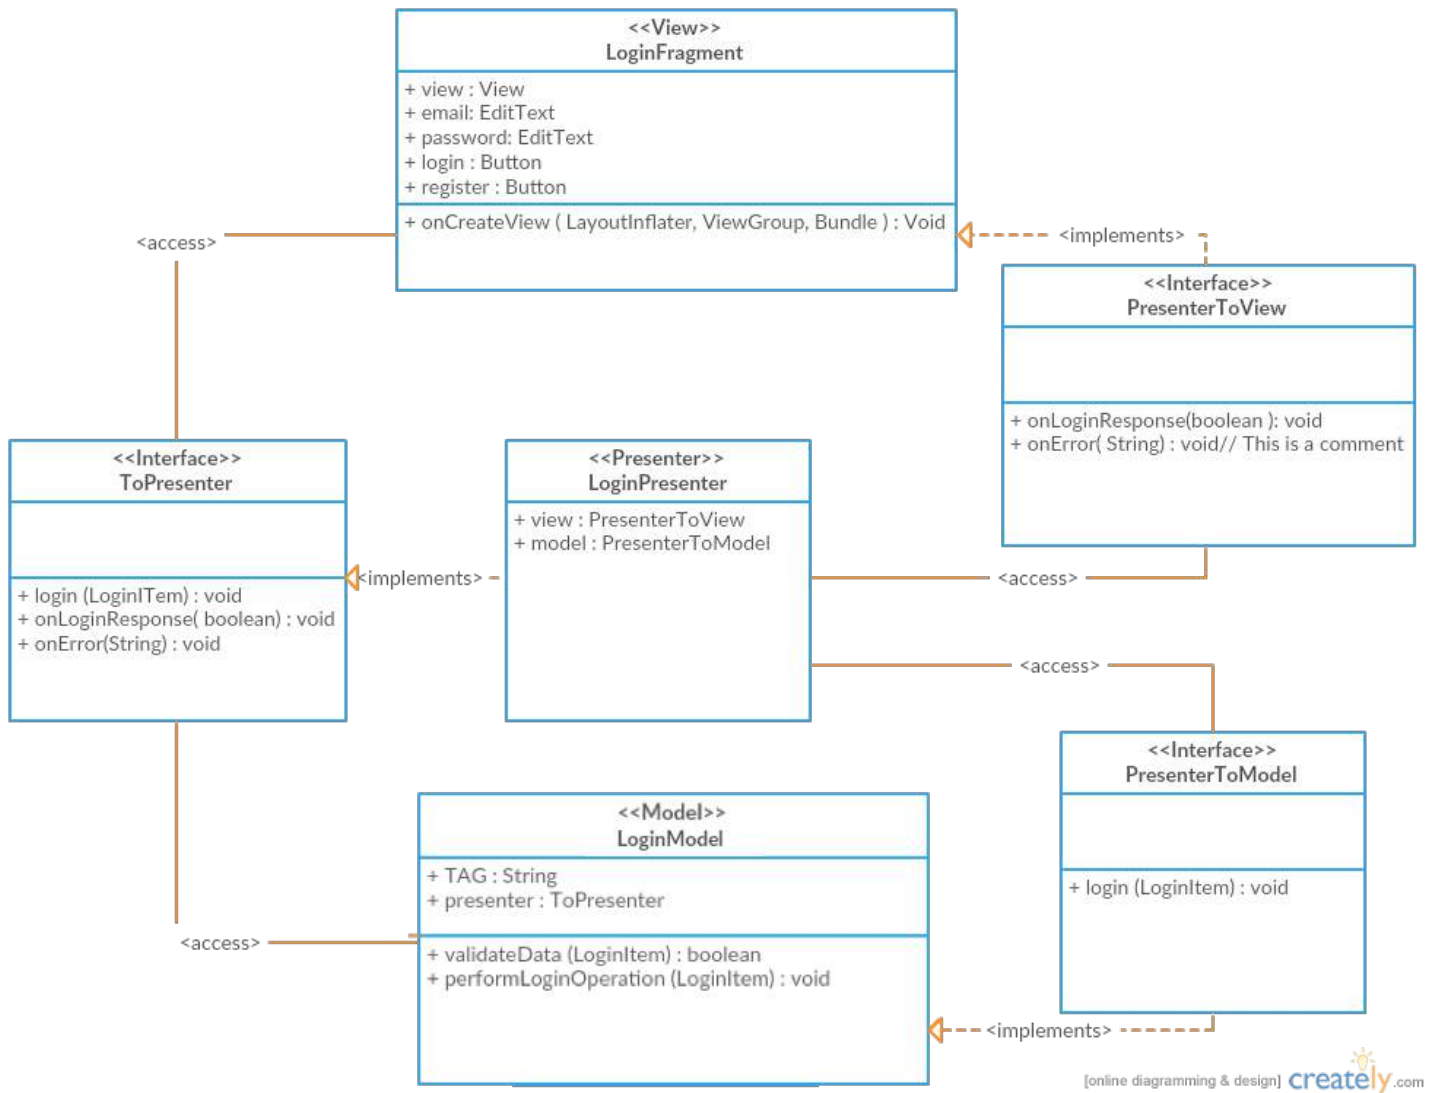 <<View>>
LoginFragment
+ view : View
+ email: EditText
+ password: EditText
+ login : Button
+ register : Button
+ onCreateView ( LayoutInflater, ViewGroup, Bundle ) : Void
<access>
<implements>
<<Interface>>
PresenterToView
+ onLoginResponse(boolean ): void
+ onError( String) : void// This is a comment
<<Interface>>
ToPresenter
+ login (LoginITem) : void
+ onLoginResponse( boolean) : void
+ onError(String) : void
<implements>
<<Presenter>>
LoginPresenter
+ view : PresenterToView
+ model : PresenterToModel
<access>
<access>
<<Interface>>
PresenterToModel
+ login (LoginItem) : void
<<Model>>
LoginModel
+ TAG : String
+ presenter : ToPresenter
+ validateData (LoginItem) : boolean
+ performLoginOperation (LoginItem) : void
<access>
<implements>
[online diagramming & design] creately.com